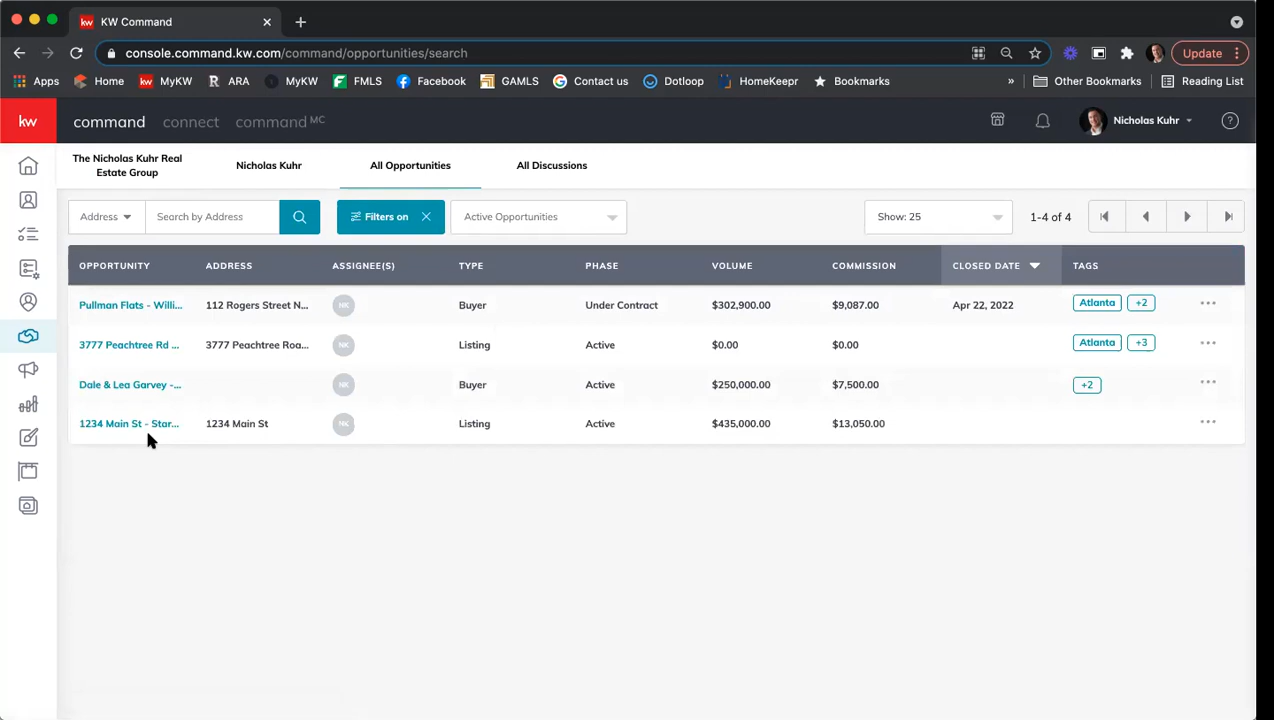 KW Command
console.command.kw.com/command/opportunities/search
Update
Apps Home MyKW ARA MyKW FMLS Facebook GAMLS Contact us Dotloop HomeKeepr Bookmarks » Other Bookmarks Reading List
kw command connect command MC Nicholas Kuhr
The Nicholas Kuhr Real
Estate Group
Nicholas Kuhr
All Opportunities
All Discussions
Address Search by Address Filters on Active Opportunities Show: 25 1-4 of 4
OPPORTUNITY ADDRESS ASSIGNEE(S) TYPE PHASE VOLUME COMMISSION CLOSED DATE TAGS
Pullman Flats - Willi... 112 Rogers Street N... NK Buyer Under Contract $302,900.00 $9,087.00 Apr 22, 2022 Atlanta +2
3777 Peachtree Rd ... 3777 Peachtree Roa... NK Listing Active $0.00 $0.00 Atlanta +3
Dale & Lea Garvey -... NK Buyer Active $250,000.00 $7,500.00 +2
1234 Main St - Star... 1234 Main St NK Listing Active $435,000.00 $13,050.00